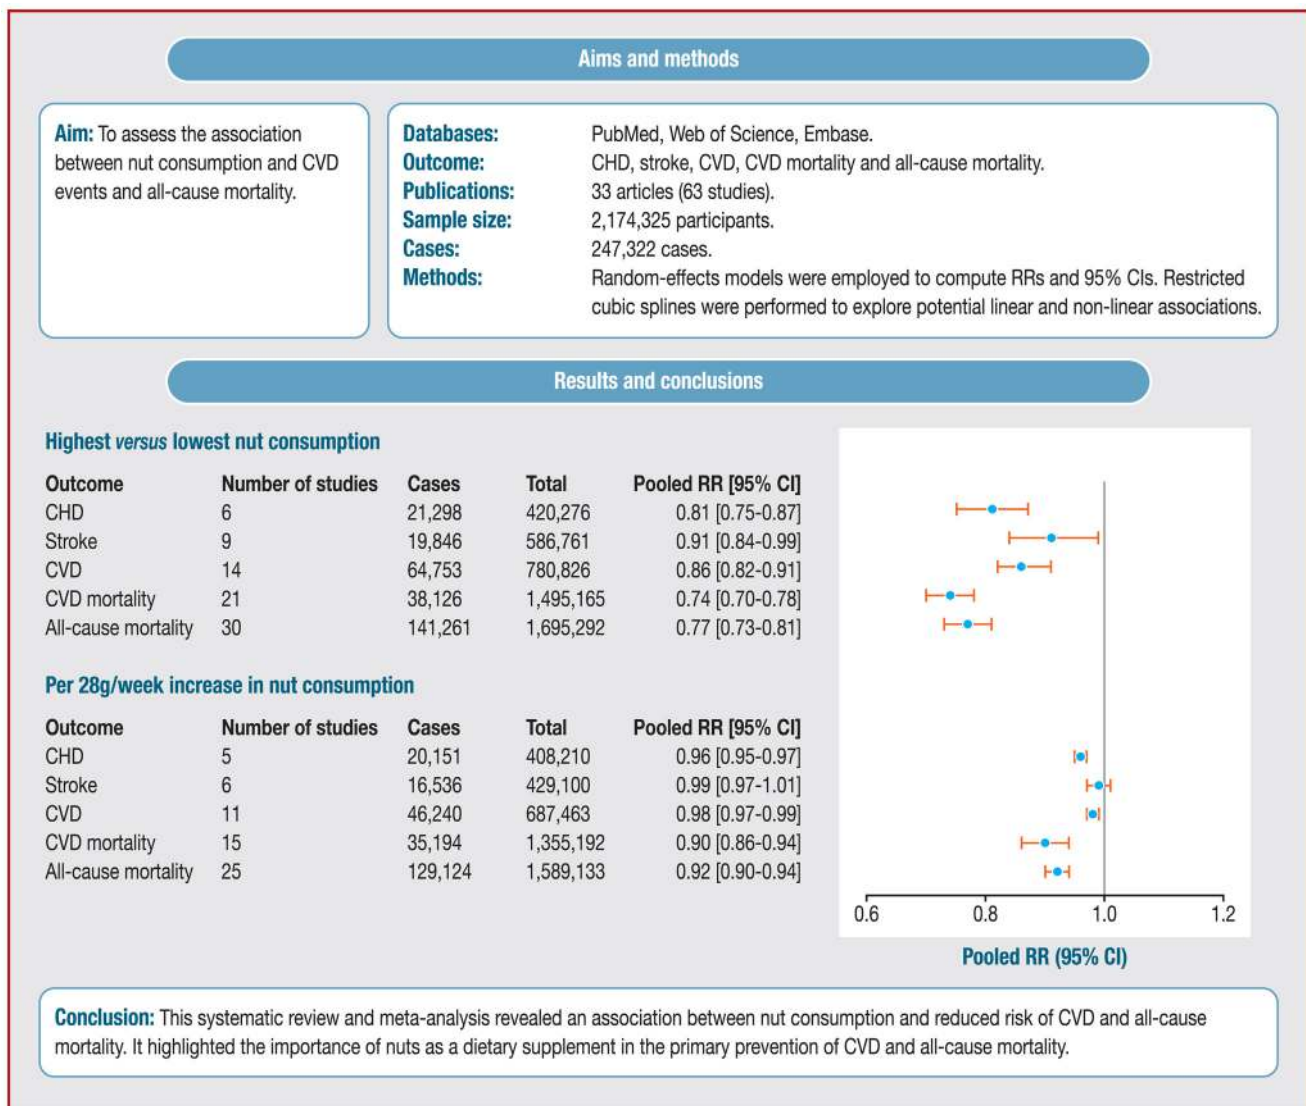 Aims and methods
Aim: To assess the association
between nut consumption and CVD
events and all-cause mortality.
Databases: PubMed, Web of Science, Embase.
Outcome: CHD, stroke, CVD, CVD mortality and all-cause mortality.
Publications: 33 articles (63 studies).
Sample size: 2,174,325 participants.
Cases: 247,322 cases.
Methods: Random-effects models were employed to compute RRs and 95% CIs. Restricted
cubic splines were performed to explore potential linear and non-linear associations.
Results and conclusions
Highest versus lowest nut consumption
Outcome Number of studies Cases Total Pooled RR [95% CI]
CHD 6 21,298 420,276 0.81 [0.75-0.87]
Stroke 9 19,846 586,761 0.91 [0.84-0.99]
CVD 14 64,753 780,826 0.86 [0.82-0.91]
CVD mortality 21 38,126 1,495,165 0.74 [0.70-0.78]
All-cause mortality 30 141,261 1,695,292 0.77 [0.73-0.81]
Per 28g/week increase in nut consumption
Outcome Number of studies Cases Total Pooled RR [95% CI]
CHD 5 20,151 408,210 0.96 [0.95-0.97]
Stroke 6 16,536 429,100 0.99 [0.97-1.01]
CVD 11 46,240 687,463 0.98 [0.97-0.99]
CVD mortality 15 35,194 1,355,192 0.90 [0.86-0.94]
All-cause mortality 25 129,124 1,589,133 0.92 [0.90-0.94]
0.6 0.8 1.0 1.2
Pooled RR (95% CI)
Conclusion: This systematic review and meta-analysis revealed an association between nut consumption and reduced risk of CVD and all-cause
mortality. It highlighted the importance of nuts as a dietary supplement in the primary prevention of CVD and all-cause mortality.